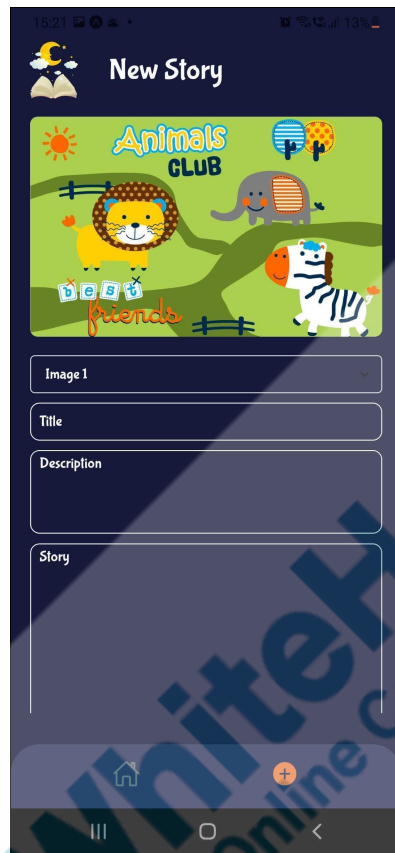 15:21
13%
New Story
Animals
CLUB
best
friends
Image 1
Title
Description
Story
WhiteH
Online C